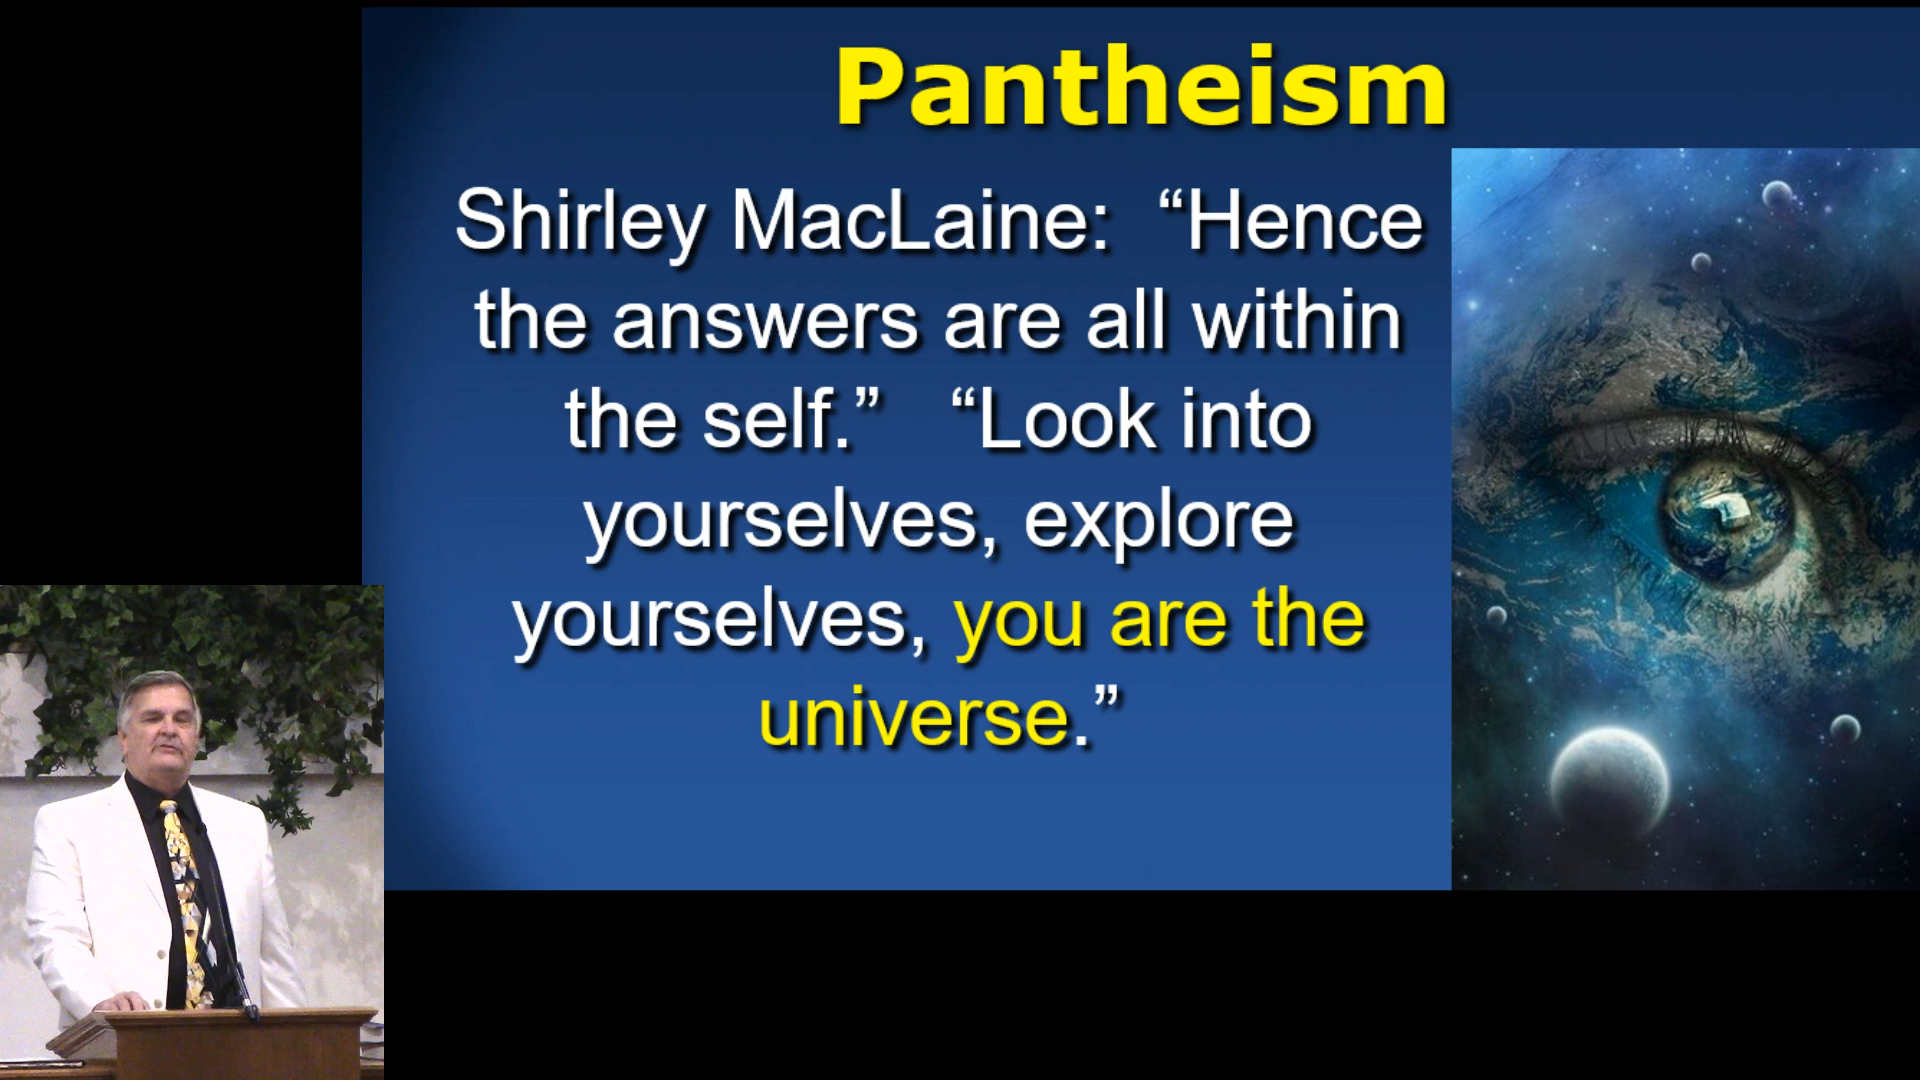 Pantheism
Shirley MacLaine: “Hence
the answers are all within
the self.” “Look into
yourselves, explore
yourselves, you are the
universe.”